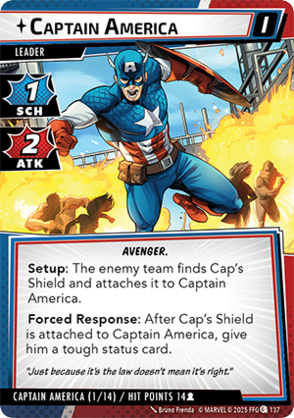 CAPTAIN AMERICA
I
LEADER
1
SCH
2
ATK
AVENGER.
Setup: The enemy team finds Cap's
Shield and attaches it to Captain
America.
Forced Response: After Cap's Shield
is attached to Captain America, give
him a tough status card.
"Just because it's the law doesn't mean it's right."
CAPTAIN AMERICA (1/14) / HIT POINTS 14
Bruno Frenda © MARVEL © 2025 FFG 137